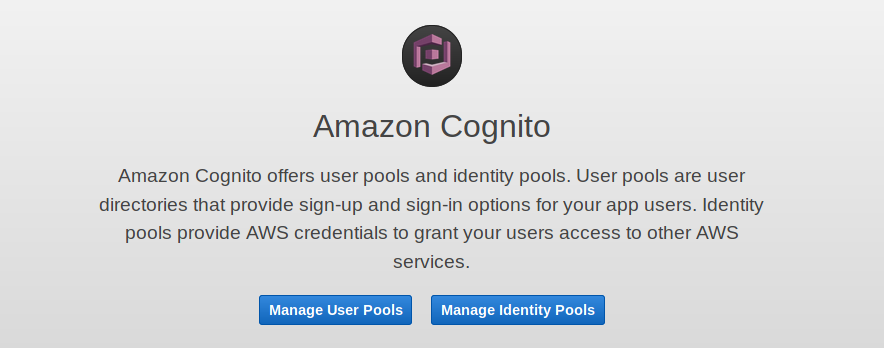 Amazon Cognito
Amazon Cognito offers user pools and identity pools. User pools are user
directories that provide sign-up and sign-in options for your app users. Identity
pools provide AWS credentials to grant your users access to other AWS
services.
Manage User Pools Manage Identity Pools